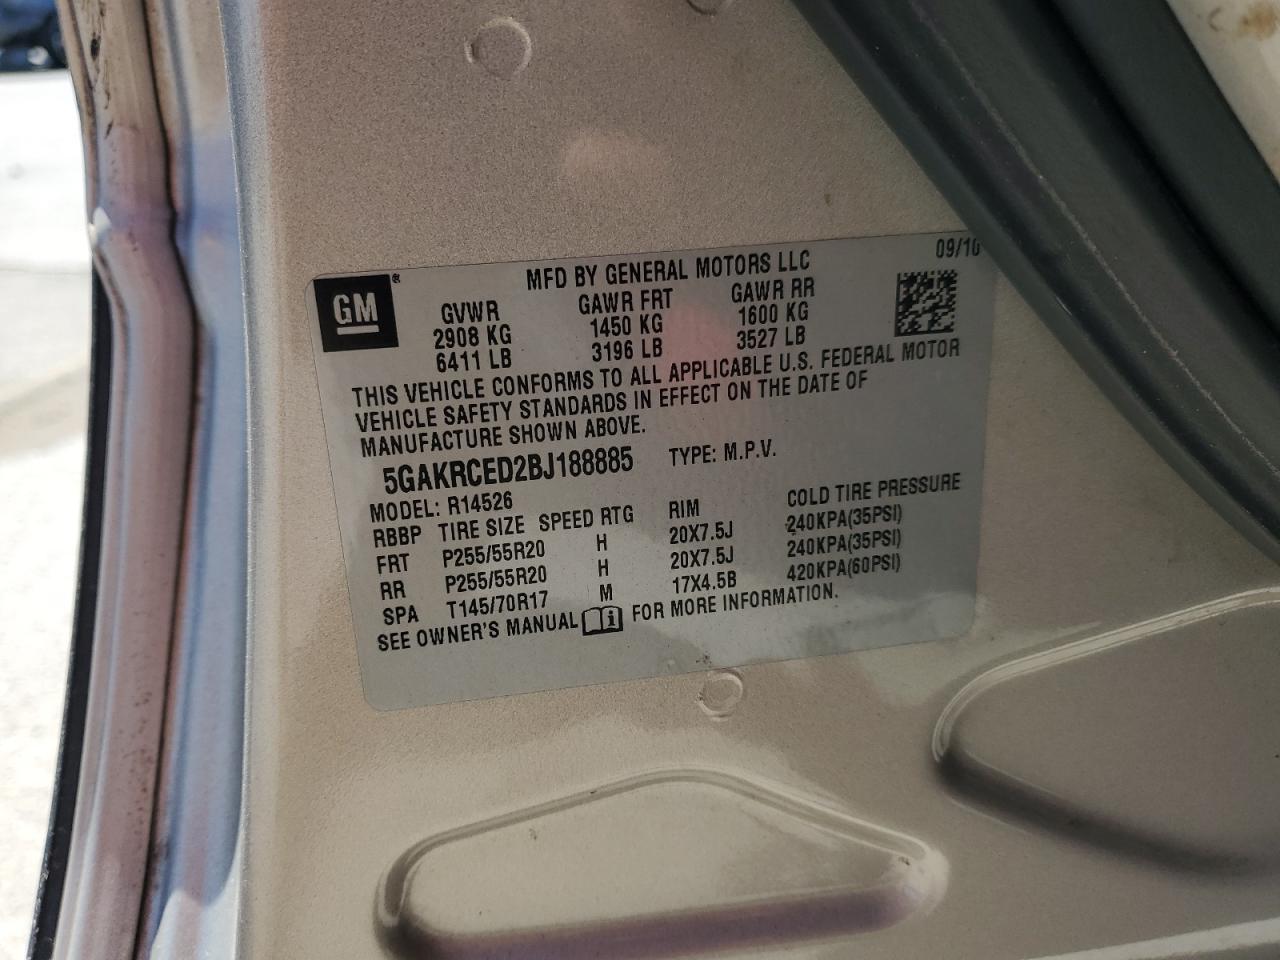 09/10
MFD BY GENERAL MOTORS LLC
GM ®
GVWR GAWR FRT GAWR RR
2908 KG 1450 KG 1600 KG
6411 LB 3196 LB 3527 LB
THIS VEHICLE CONFORMS TO ALL APPLICABLE U.S. FEDERAL MOTOR
VEHICLE SAFETY STANDARDS IN EFFECT ON THE DATE OF
MANUFACTURE SHOWN ABOVE.
5GAKRCED2BJ188885 TYPE: M.P.V.
MODEL: R14526
RBBP TIRE SIZE SPEED RTG RIM COLD TIRE PRESSURE
FRT P255/55R20 H 20X7.5J 240KPA(35PSI)
RR P255/55R20 H 20X7.5J 240KPA(35PSI)
SPA T145/70R17 M 17X4.5B 420KPA(60PSI)
SEE OWNER'S MANUAL i FOR MORE INFORMATION.